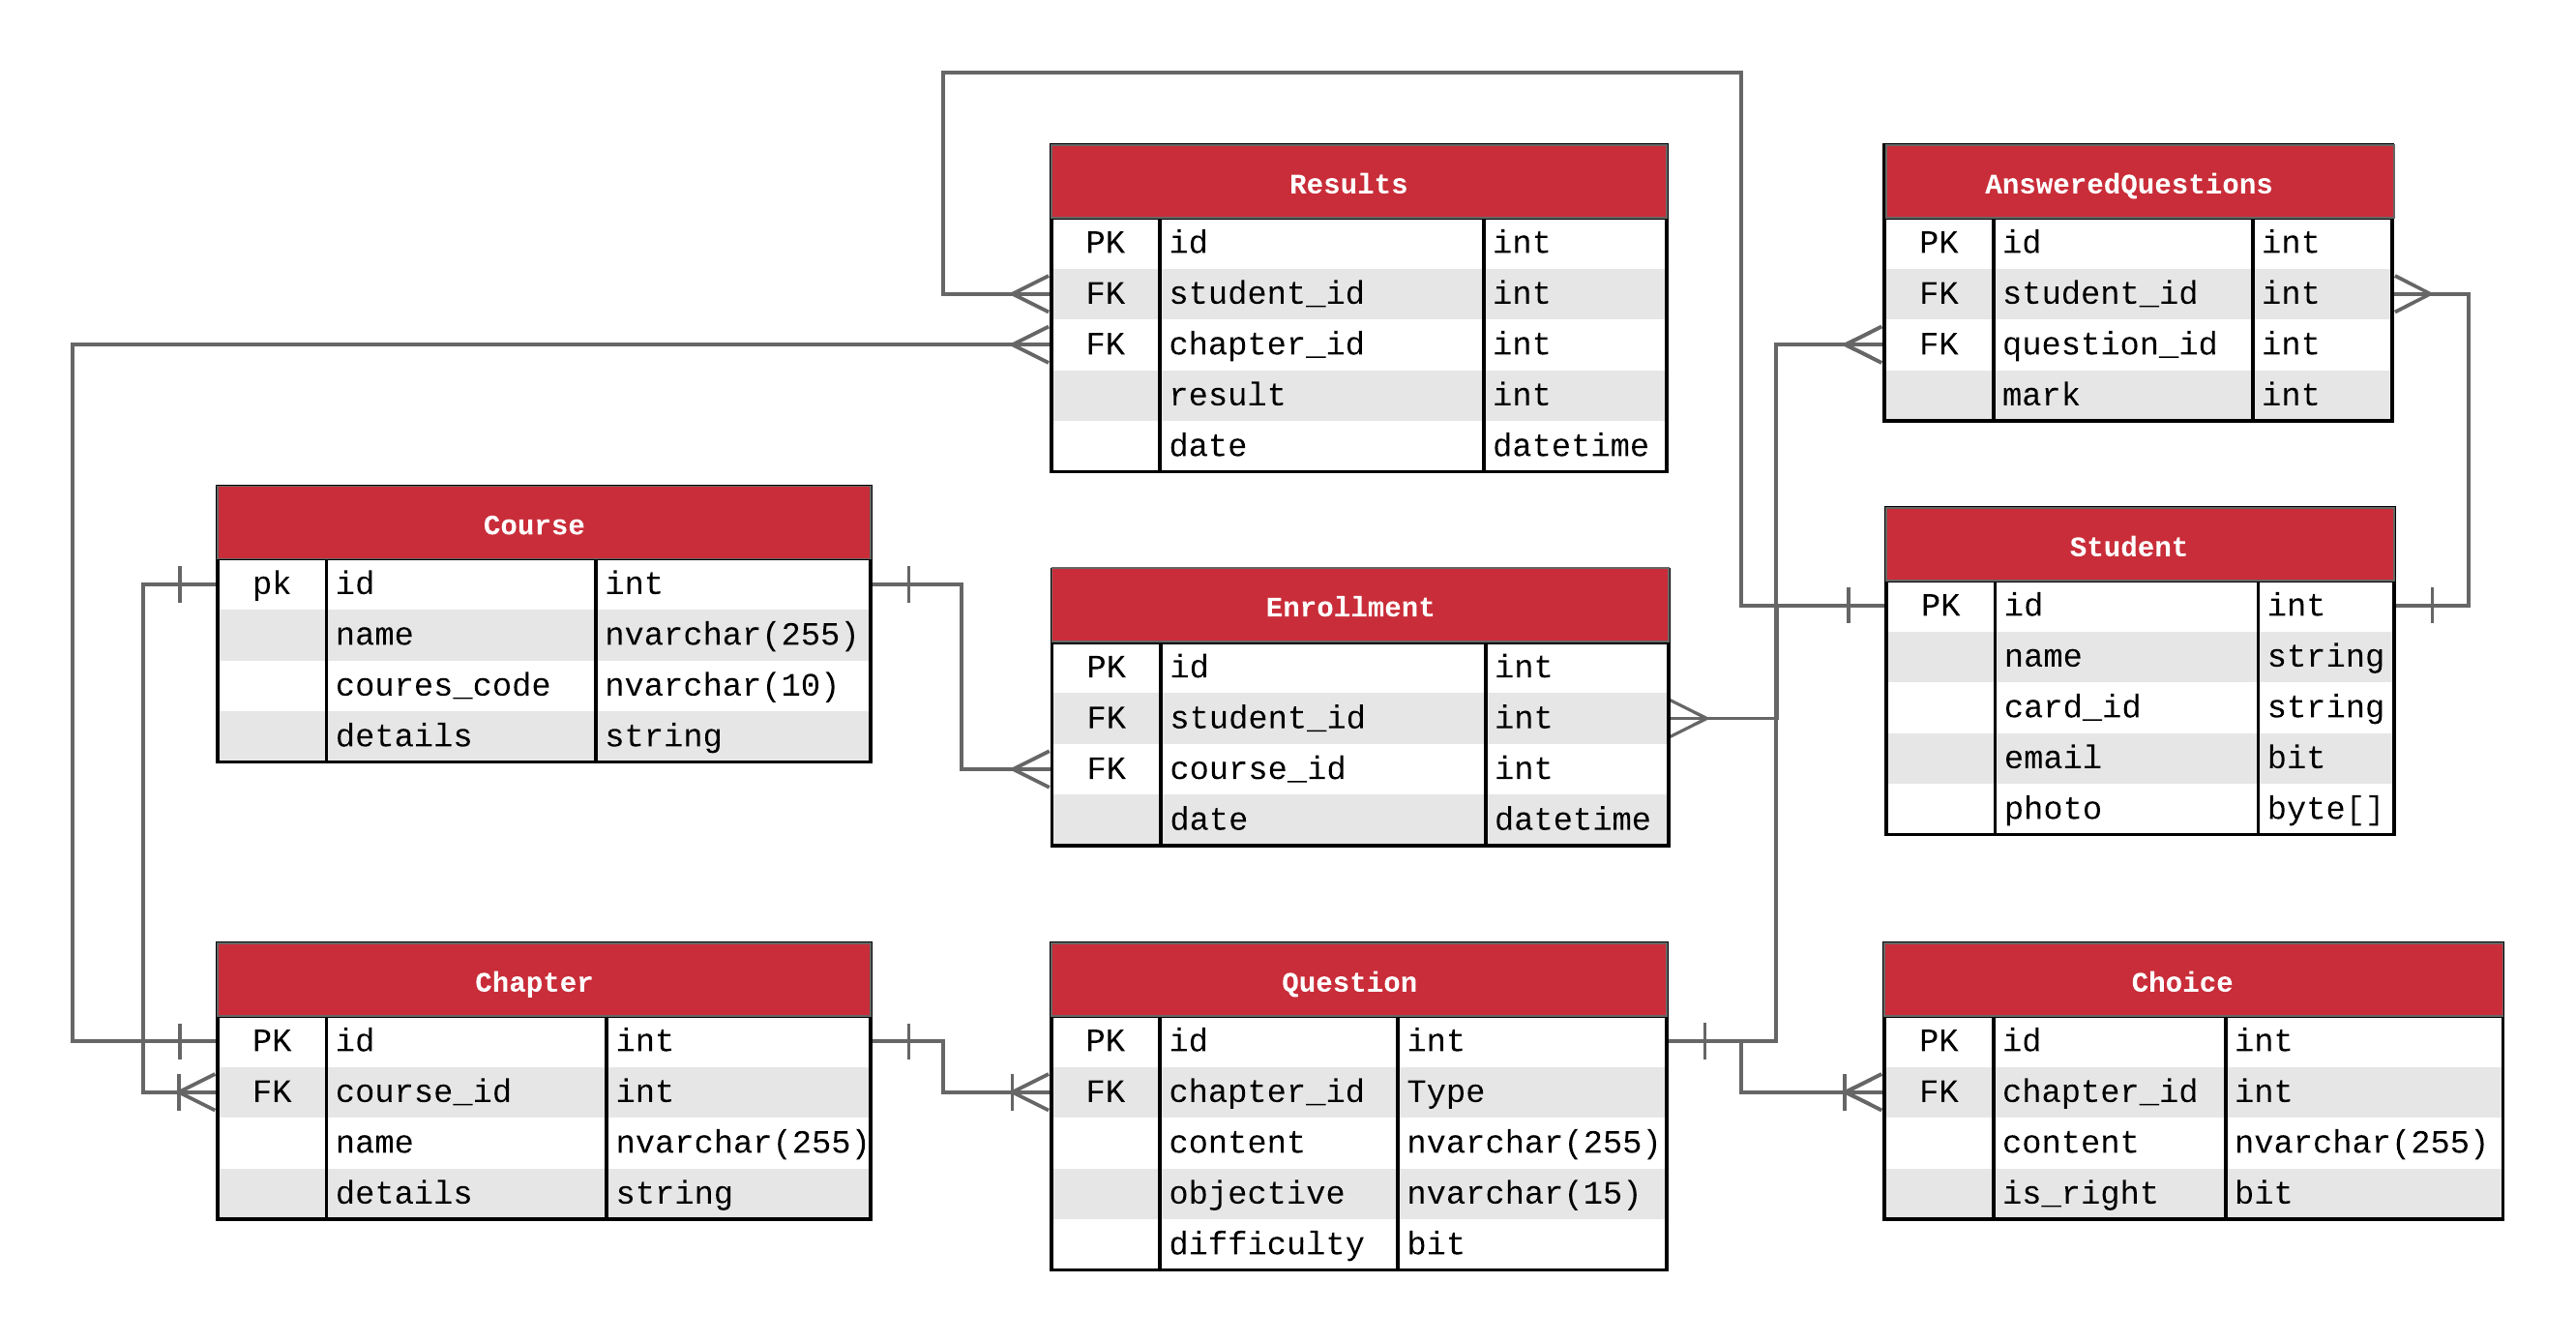 Results
PK id int
FK student_id int
FK chapter_id int
result int
date datetime
AnsweredQuestions
PK id int
FK student_id int
FK question_id int
mark int
Course
pk id int
name nvarchar(255)
coures_code nvarchar(10)
details string
Enrollment
PK id int
FK student_id int
FK course_id int
date datetime
Student
PK id int
name string
card_id string
email bit
photo byte[]
Chapter
PK id int
FK course_id int
name nvarchar(255)
details string
Question
PK id int
FK chapter_id Type
content nvarchar(255)
objective nvarchar(15)
difficulty bit
Choice
PK id int
FK chapter_id int
content nvarchar(255)
is_right bit